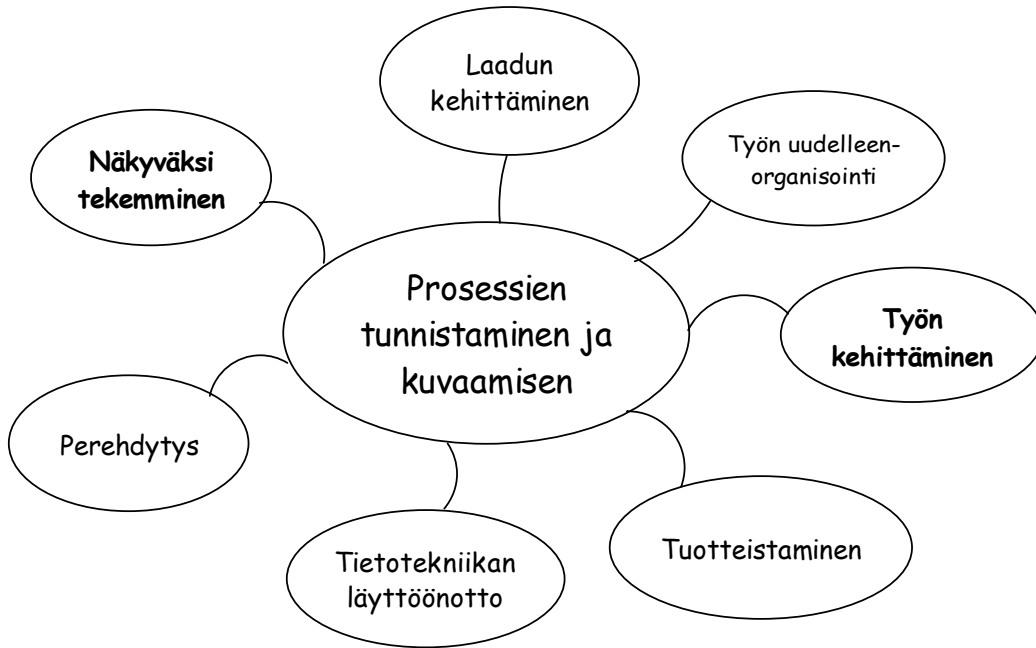 Laadun
kehittäminen
Työn uudelleen-
organisointi
Näkyväksi
tekemminen
Prosessien
tunnistaminen ja
kuvaamisen
Työn
kehittäminen
Perehdytys
Tuotteistaminen
Tietotekniikan
läyttöönotto